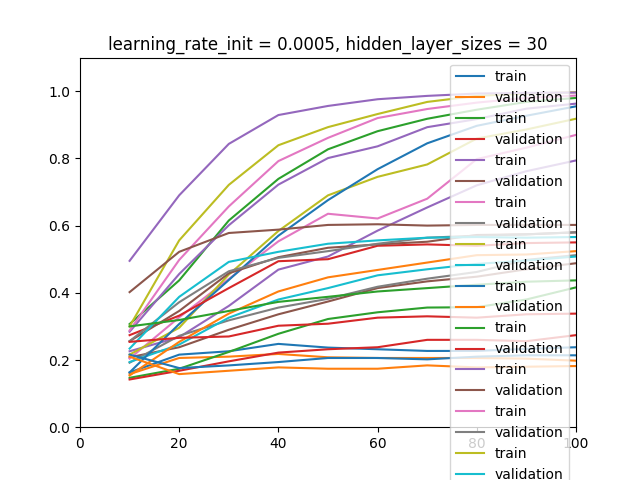 learning_rate_init = 0.0005, hidden_layer_sizes = 30
1.0
0.8
0.6
0.4
0.2
0.0
0
20
40
60
80
100
train
validation
train
validation
train
validation
train
validation
train
validation
train
validation
train
validation
train
validation
train
validation
train
validation